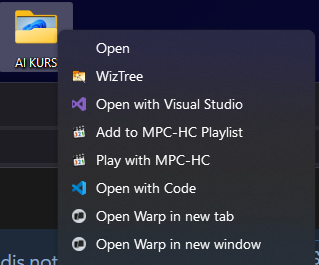 AI KURS
Open
WizTree
Open with Visual Studio
Add to MPC-HC Playlist
Play with MPC-HC
Open with Code
Open Warp in new tab
Open Warp in new window
dis not